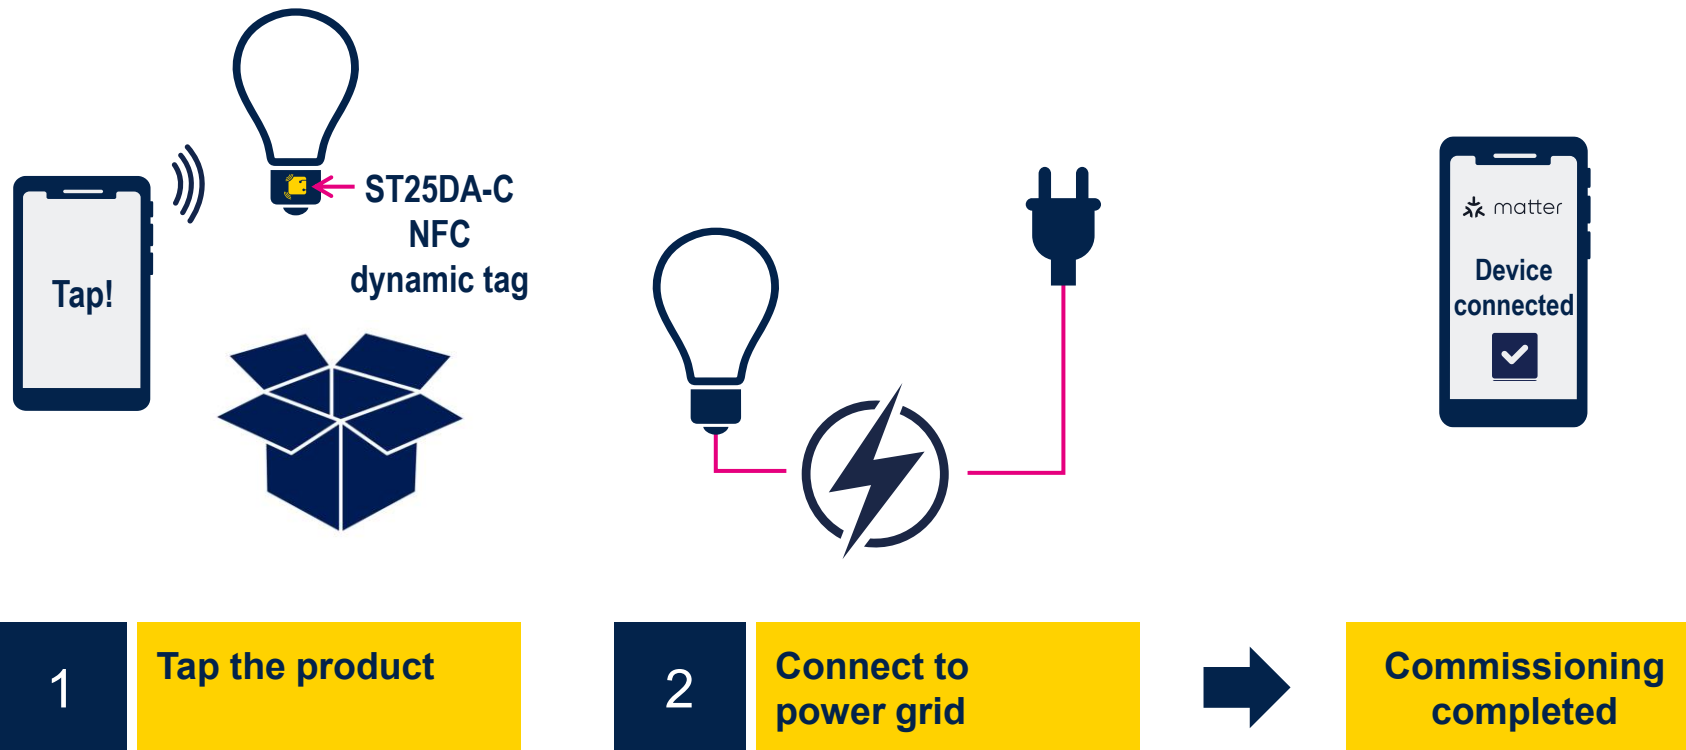 Tap!
ST25DA-C
NFC
dynamic tag
matter
Device
connected
1
Tap the product
2
Connect to
power grid
Commissioning
completed